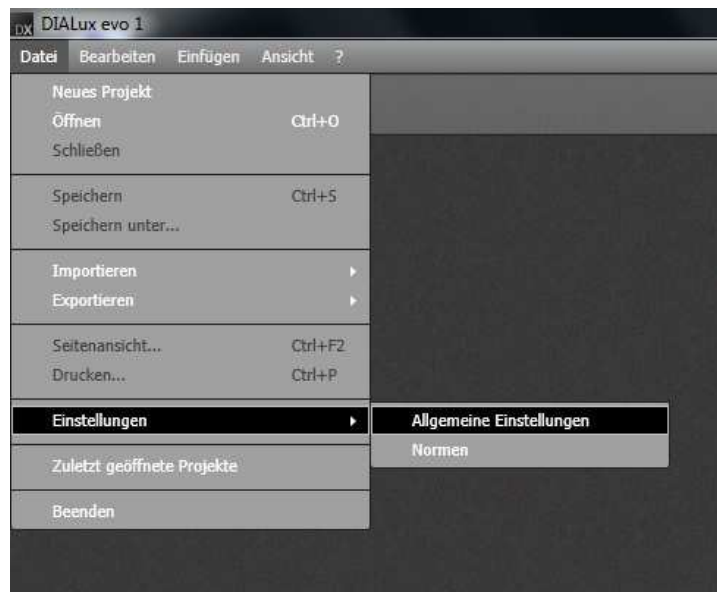 DX DIALux evo 1
Datei Bearbeiten Einfügen Ansicht ?
Neues Projekt
Öffnen Ctrl+O
Schließen
Speichern Ctrl+S
Speichern unter...
Importieren
Exportieren
Seitenansicht... Ctrl+F2
Drucken... Ctrl+P
Einstellungen Allgemeine Einstellungen
Normen
Zuletzt geöffnete Projekte
Beenden